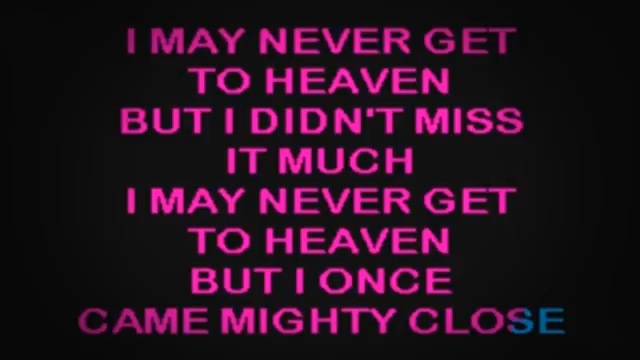 I MAY NEVER GET
TO HEAVEN
BUT I DIDN'T MISS
IT MUCH
I MAY NEVER GET
TO HEAVEN
BUT I ONCE
CAME MIGHTY CLOSE